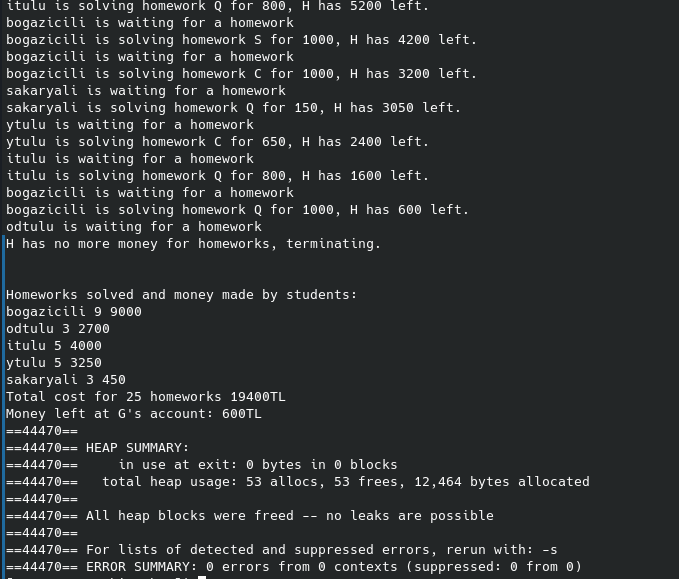 itulu is solving homework Q for 800, H has 5200 left.
bogazicili is waiting for a homework
bogazicili is solving homework S for 1000, H has 4200 left.
bogazicili is waiting for a homework
bogazicili is solving homework C for 1000, H has 3200 left.
sakaryali is waiting for a homework
sakaryali is solving homework Q for 150, H has 3050 left.
ytulu is waiting for a homework
ytulu is solving homework C for 650, H has 2400 left.
itulu is waiting for a homework
itulu is solving homework Q for 800, H has 1600 left.
bogazicili is waiting for a homework
bogazicili is solving homework Q for 1000, H has 600 left.
odtulu is waiting for a homework
H has no more money for homeworks, terminating.
Homeworks solved and money made by students:
bogazicili 9 9000
odtulu 3 2700
itulu 5 4000
ytulu 5 3250
sakaryali 3 450
Total cost for 25 homeworks 19400TL
Money left at G's account: 600TL
==44470==
==44470== HEAP SUMMARY:
==44470==     in use at exit: 0 bytes in 0 blocks
==44470==   total heap usage: 53 allocs, 53 frees, 12,464 bytes allocated
==44470==
==44470== All heap blocks were freed -- no leaks are possible
==44470==
==44470== For lists of detected and suppressed errors, rerun with: -s
==44470== ERROR SUMMARY: 0 errors from 0 contexts (suppressed: 0 from 0)